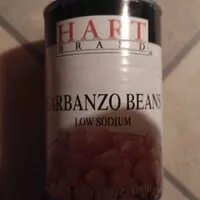 HART
BRAND
ARBANZO BEANS
LOW SODIUM